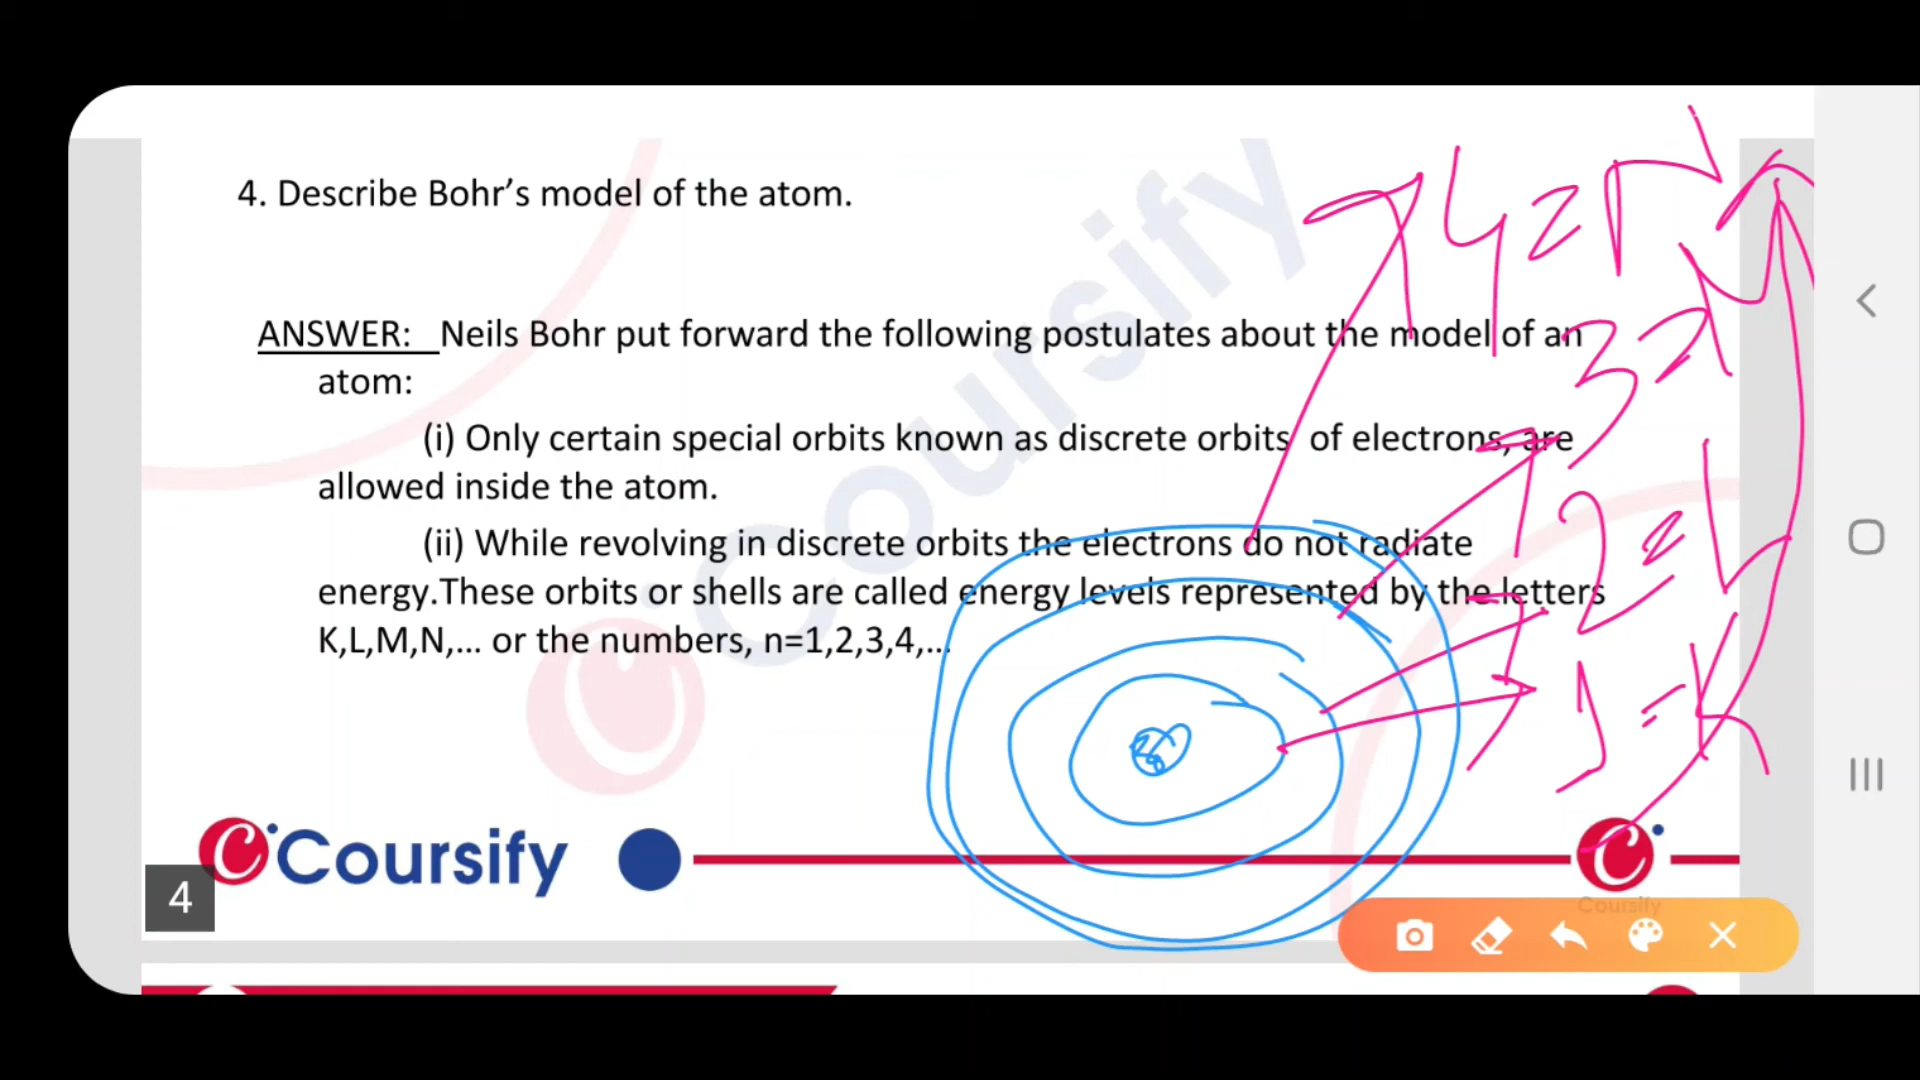 4. Describe Bohr’s model of the atom.
ANSWER: Neils Bohr put forward the following postulates about the model of an
atom:
(i) Only certain special orbits known as discrete orbits of electrons, are
allowed inside the atom.
(ii) While revolving in discrete orbits the electrons do not radiate
energy.These orbits or shells are called energy levels represented by the letters
K,L,M,N,... or the numbers, n=1,2,3,4,...
4=N
3=M
2=L
1=K
Coursify
Coursify
Coursify
4